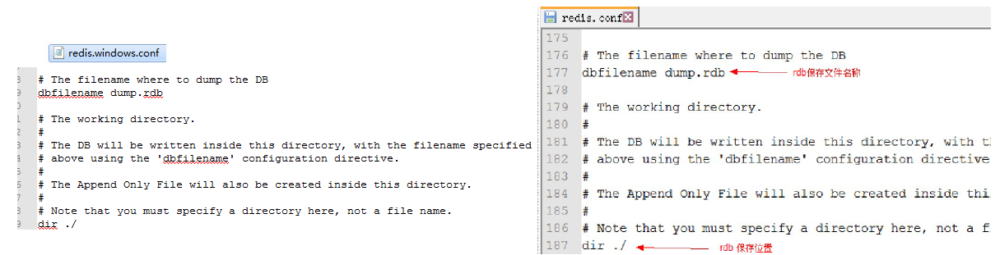 redis.windows.conf
# The filename where to dump the DB
dbfilename dump.rdb
# The working directory.
#
# The DB will be written inside this directory, with the filename specified
# above using the 'dbfilename' configuration directive.
#
# The Append Only File will also be created inside this directory.
#
# Note that you must specify a directory here, not a file name.
dir ./
redis.conf
175
176 # The filename where to dump the DB
177 dbfilename dump.rdb rdb保存文件名称
178
179 # The working directory.
180 #
181 # The DB will be written inside this directory, with
182 # above using the 'dbfilename' configuration directive
183 #
184 # The Append Only File will also be created inside
185 #
186 # Note that you must specify a directory here, not a
187 dir ./ rdb 保存位置